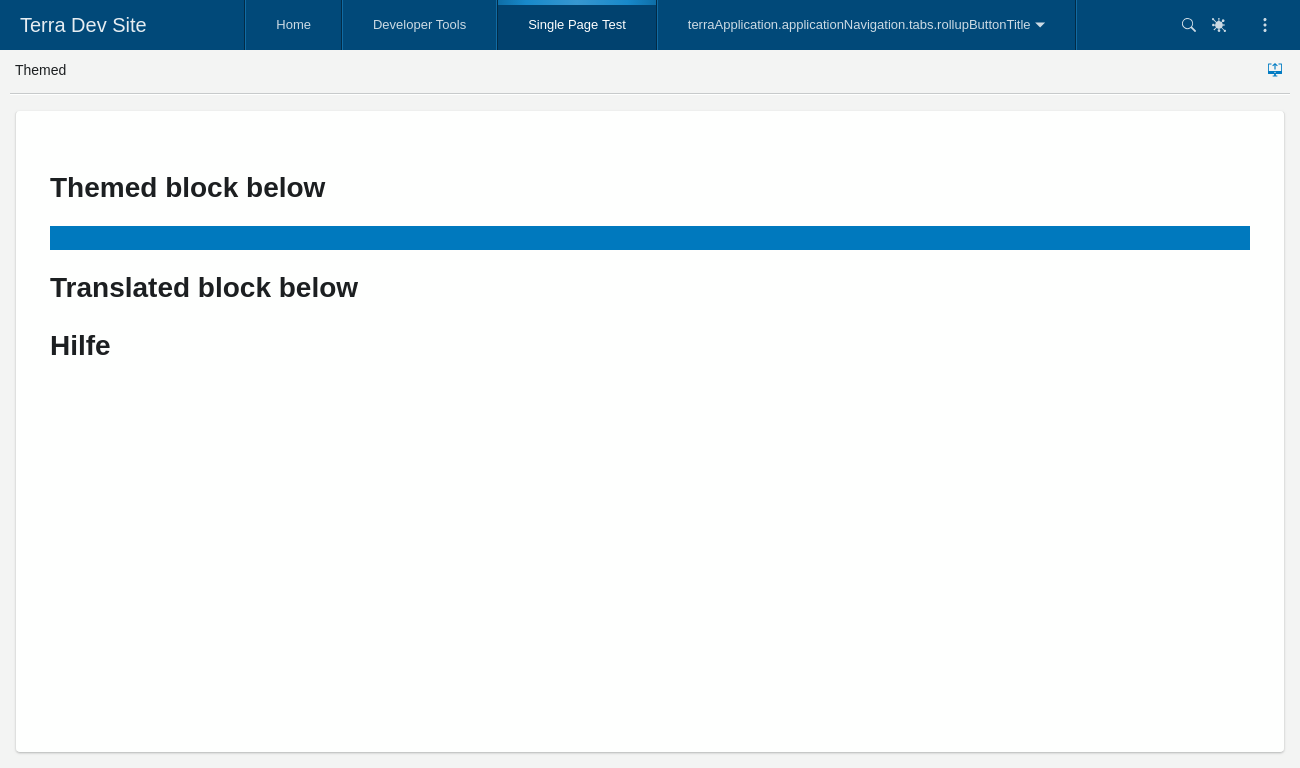 Terra Dev Site
Home
Developer Tools
Single Page Test
terraApplication.applicationNavigation.tabs.rollupButtonTitle
Themed
Themed block below
Translated block below
Hilfe